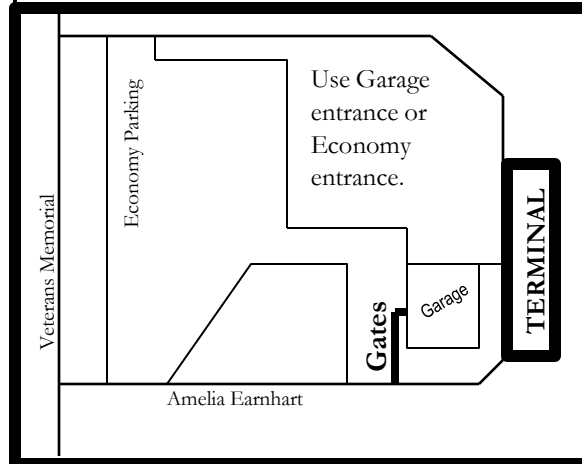 Use Garage
entrance or
Economy
entrance.
Economy Parking
Veterans Memorial
TERMINAL
Garage
Gates
Amelia Earnhart